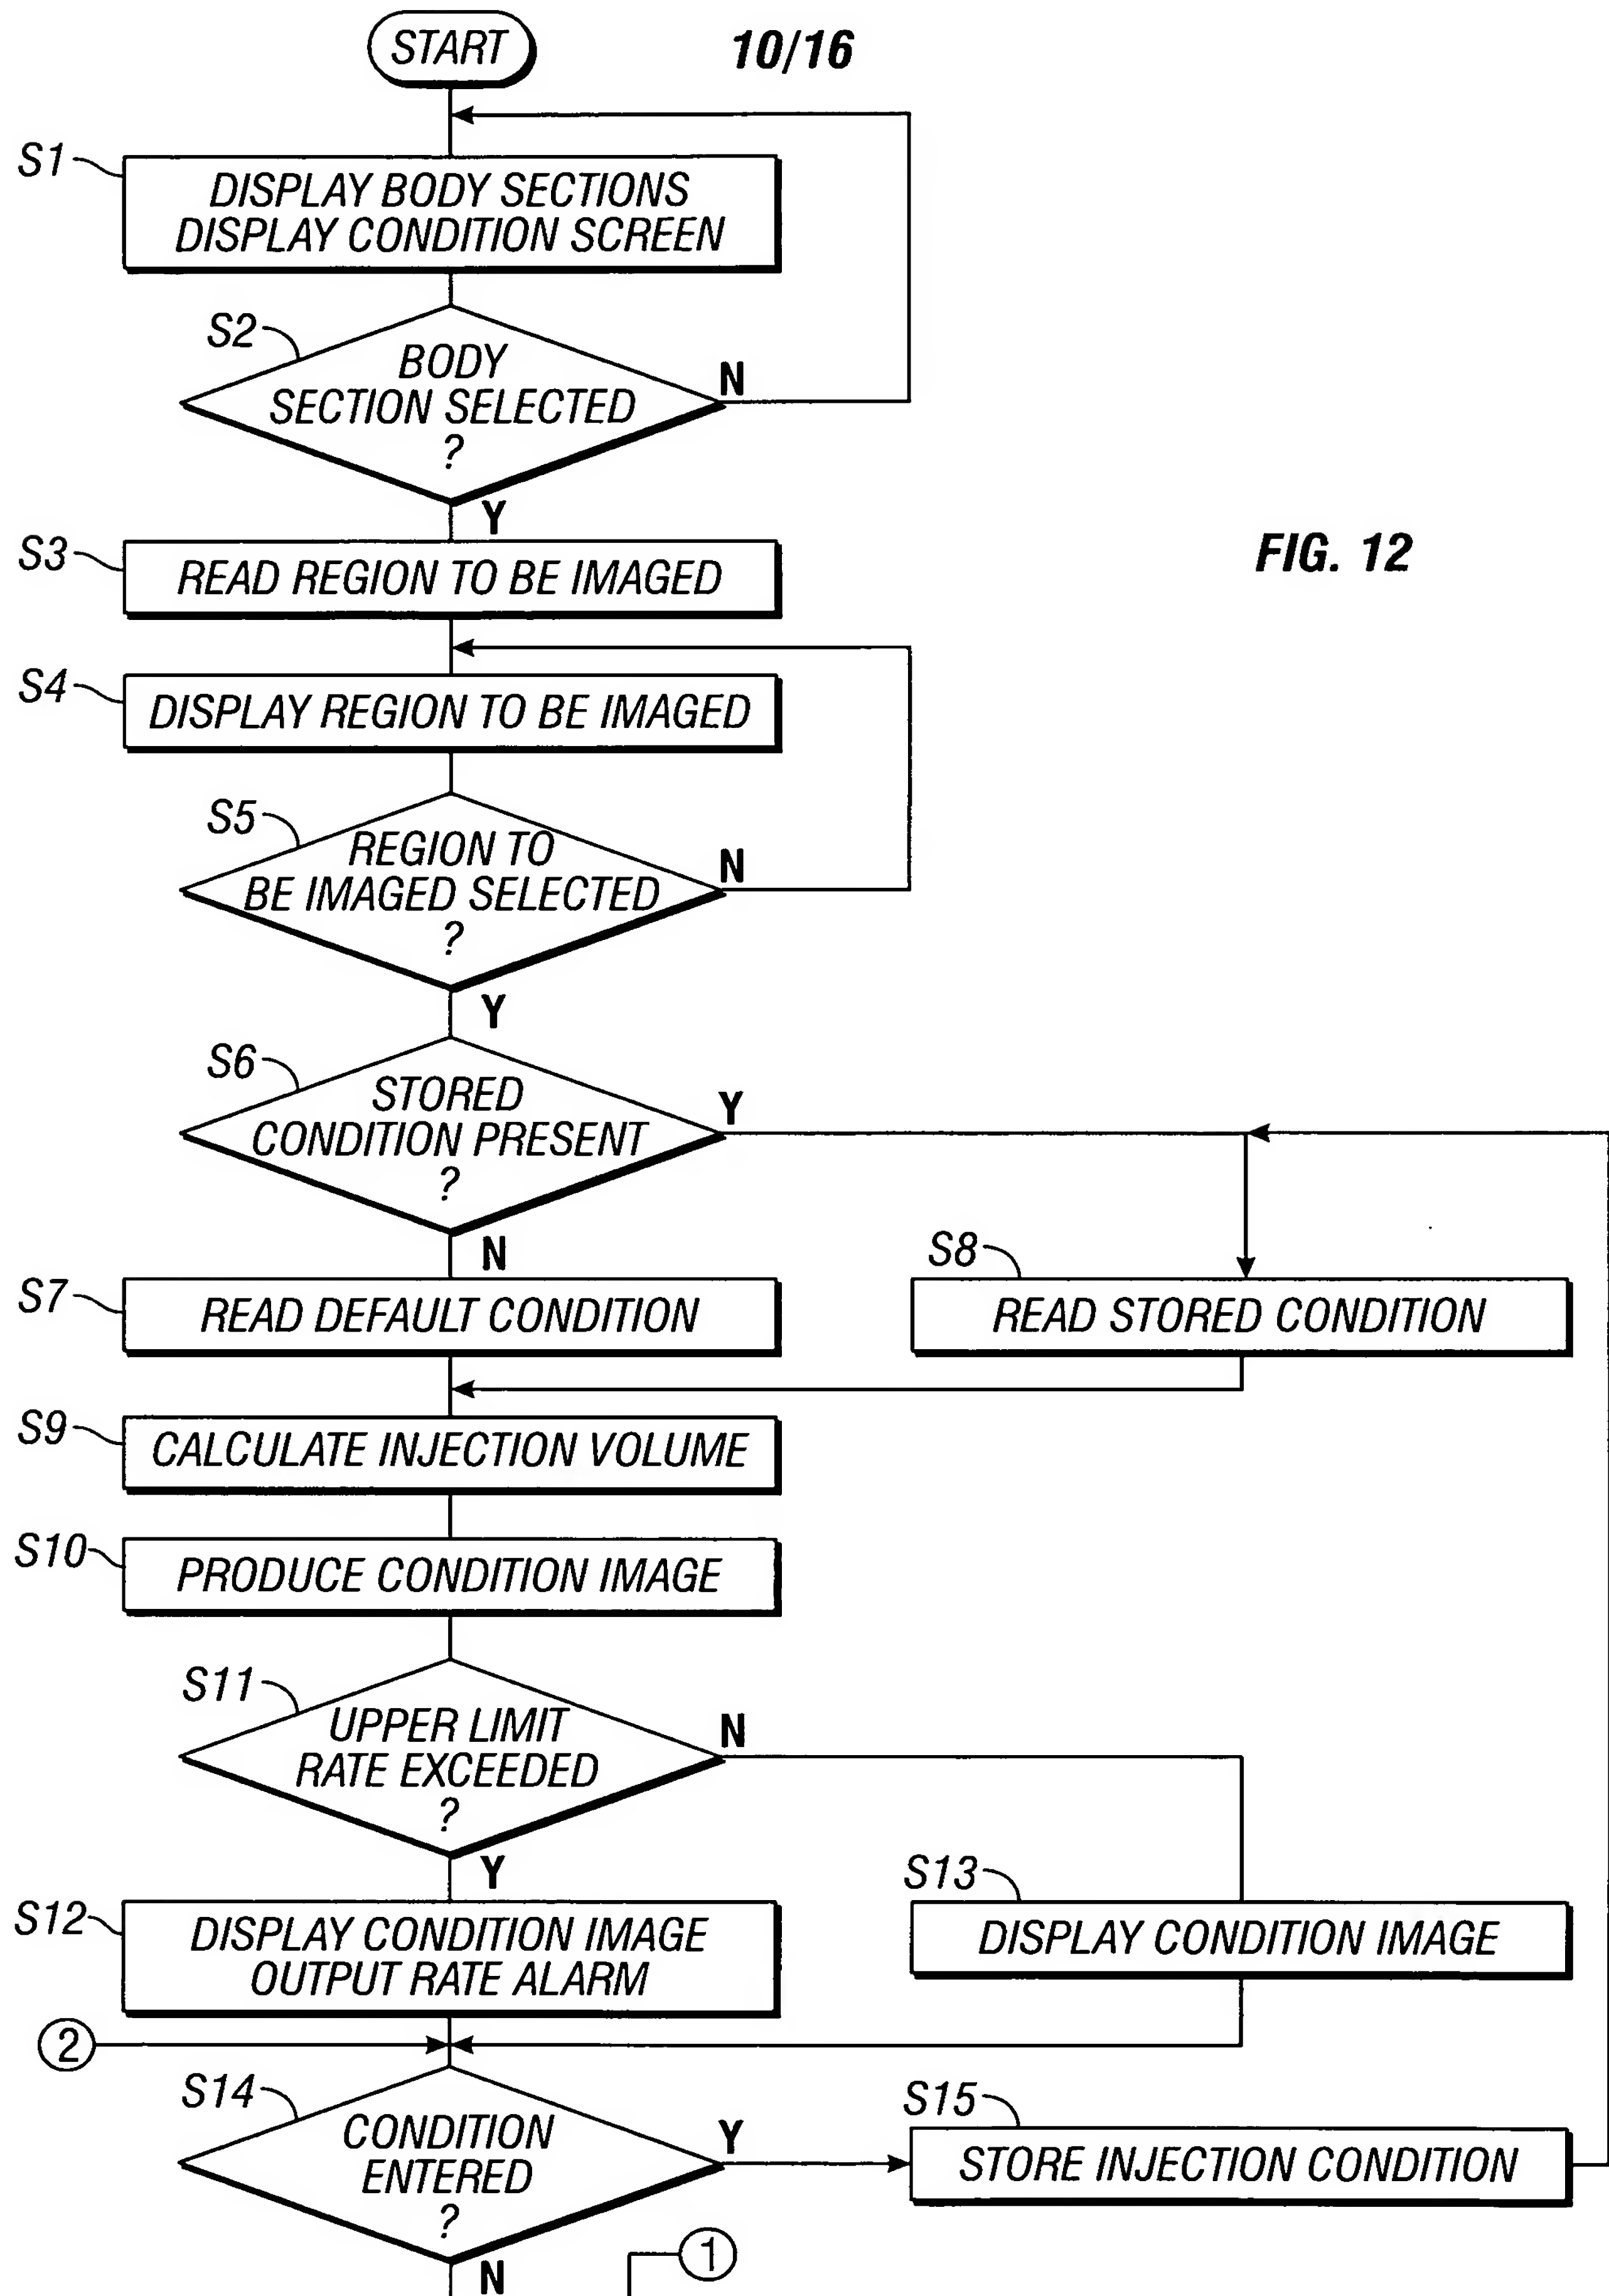 START
10/16
S1
DISPLAY BODY SECTIONS
DISPLAY CONDITION SCREEN
S2
BODY
SECTION SELECTED
?
N
Y
S3
READ REGION TO BE IMAGED
FIG. 12
S4
DISPLAY REGION TO BE IMAGED
S5
REGION TO
BE IMAGED SELECTED
?
N
Y
S6
STORED
CONDITION PRESENT
?
Y
N
S7
READ DEFAULT CONDITION
S8
READ STORED CONDITION
S9
CALCULATE INJECTION VOLUME
S10
PRODUCE CONDITION IMAGE
S11
UPPER LIMIT
RATE EXCEEDED
?
N
Y
S12
DISPLAY CONDITION IMAGE
OUTPUT RATE ALARM
S13
DISPLAY CONDITION IMAGE
2
S14
CONDITION
ENTERED
?
Y
S15
STORE INJECTION CONDITION
N
1